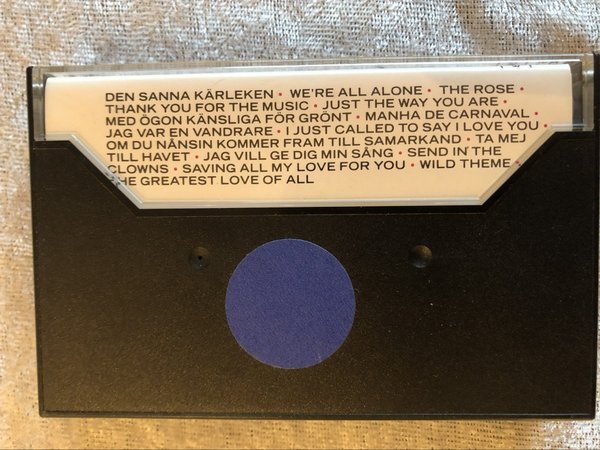 DEN SANNA KÄRLEKEN • WE'RE ALL ALONE • THE ROSE •
THANK YOU FOR THE MUSIC • JUST THE WAY YOU ARE •
MED ÖGON KÄNSLIGA FÖR GRÖNT • MANHA DE CARNAVAL •
JAG VAR EN VANDRARE • I JUST CALLED TO SAY I LOVE YOU •
OM DU NÅNSIN KOMMER FRAM TILL SAMARKAND • TA MEJ
TILL HAVET • JAG VILL GE DIG MIN SÅNG • SEND IN THE
CLOWNS • SAVING ALL MY LOVE FOR YOU • WILD THEME •
THE GREATEST LOVE OF ALL